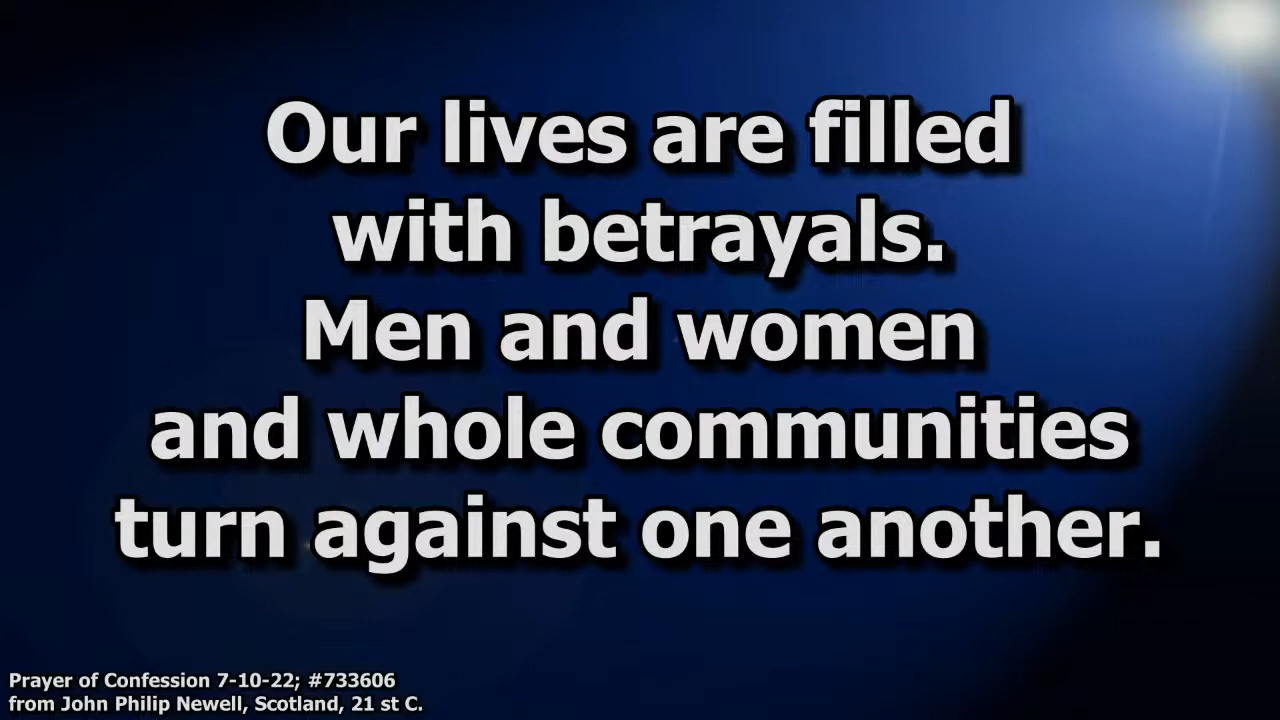 Our lives are filled
with betrayals.
Men and women
and whole communities
turn against one another.
Prayer of Confession 7-10-22; #733606
from John Philip Newell, Scotland, 21 st C.